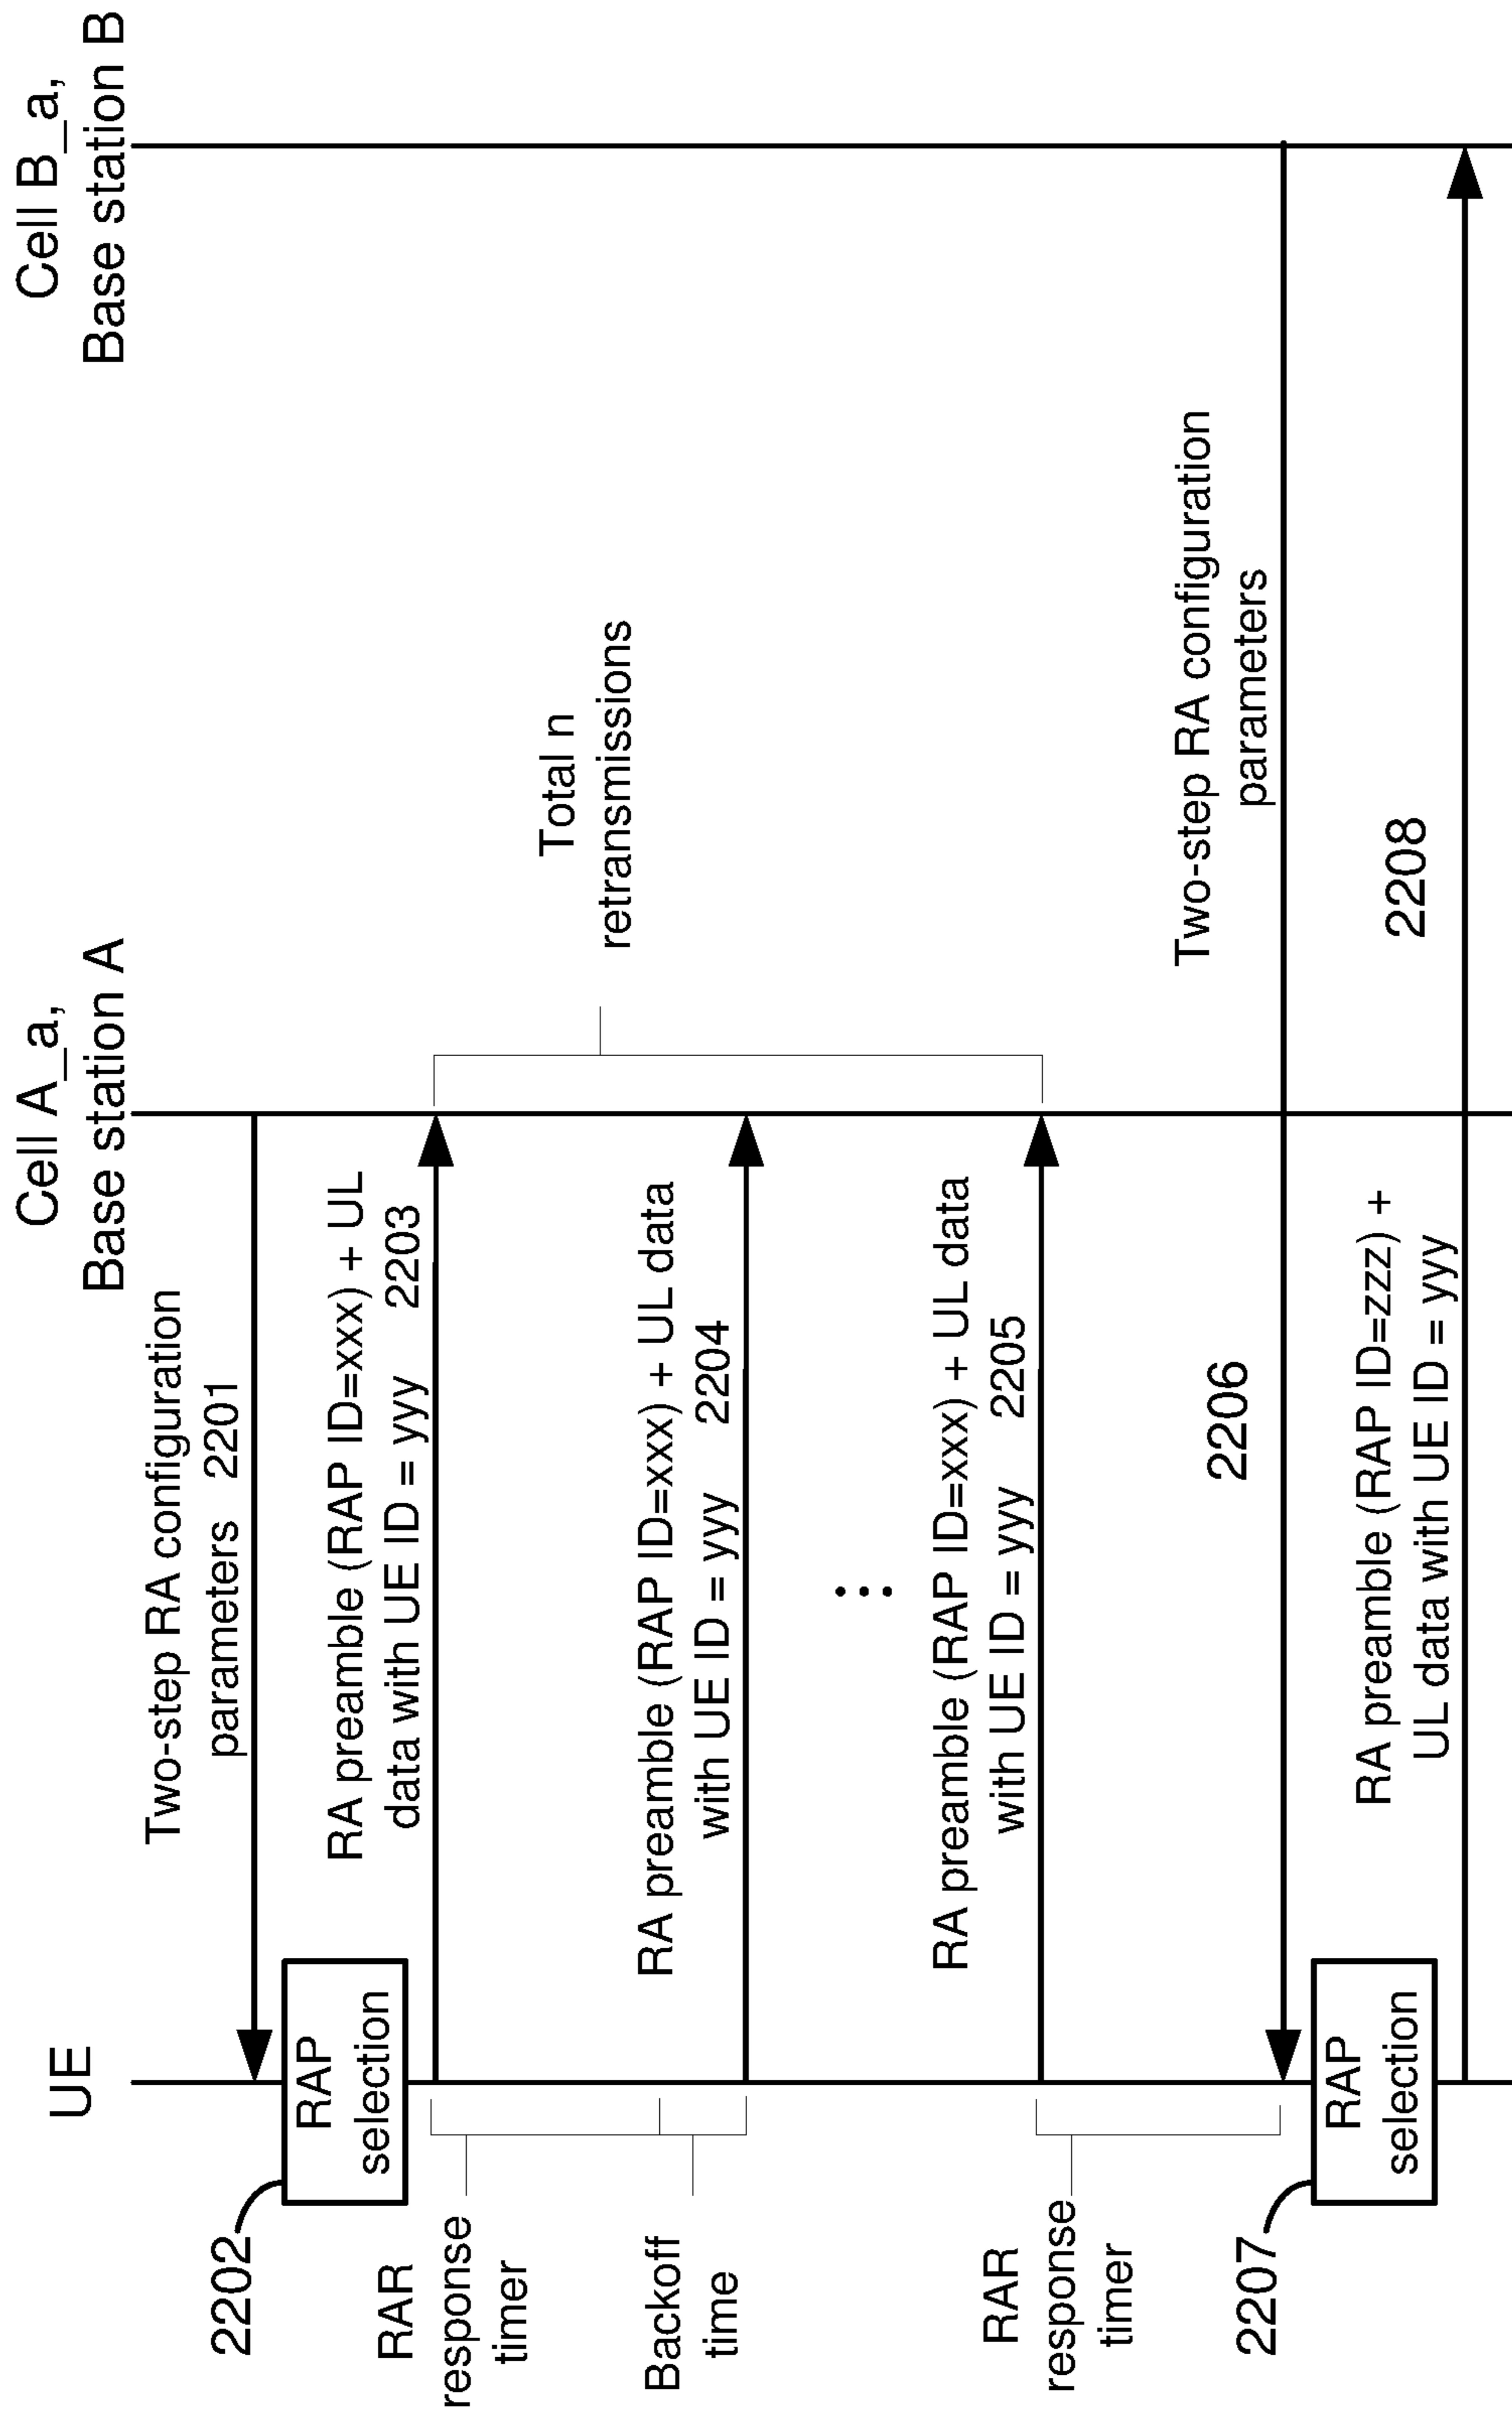 UE
Cell A_a,
Base station A
Cell B_a,
Base station B
Two-step RA configuration
parameters 2201
2202
RAP
selection
RA preamble (RAP ID=xxx) + UL
data with UE ID = yyy 2203
RAR
response
timer
Total n
retransmissions
Backoff
time
RA preamble (RAP ID=xxx) + UL data
with UE ID = yyy 2204
...
RA preamble (RAP ID=xxx) + UL data
with UE ID = yyy 2205
RAR
response
timer
2206
Two-step RA configuration
parameters
2207
RAP
selection
RA preamble (RAP ID=zzz) +
UL data with UE ID = yyy
2208